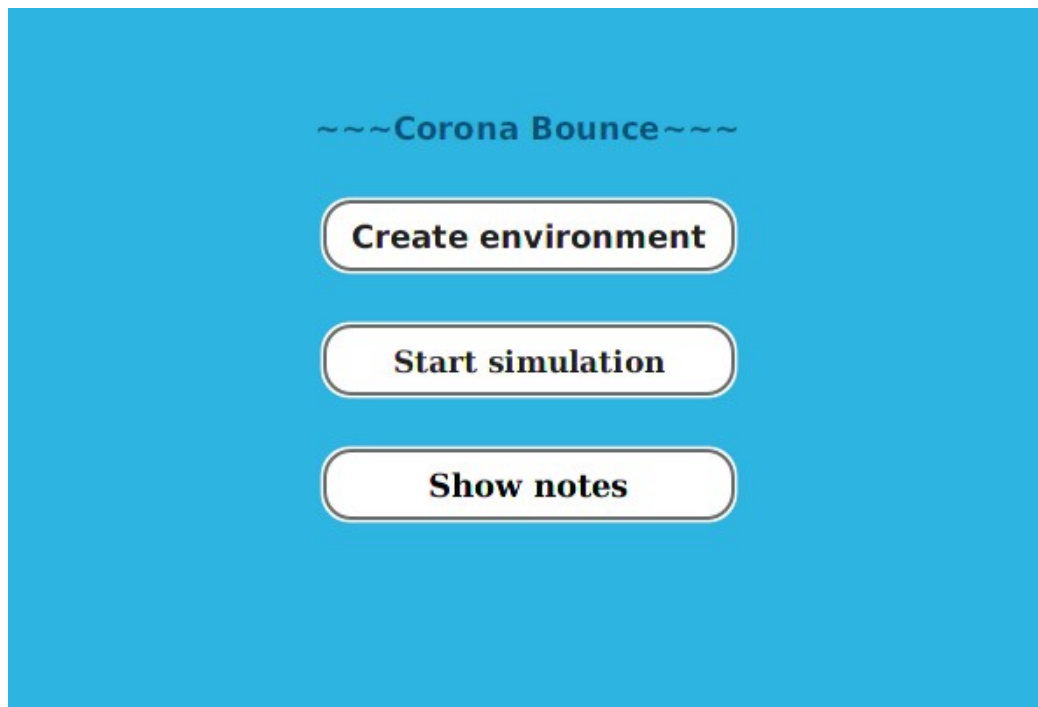 ~~~Corona Bounce~~~
Create environment
Start simulation
Show notes